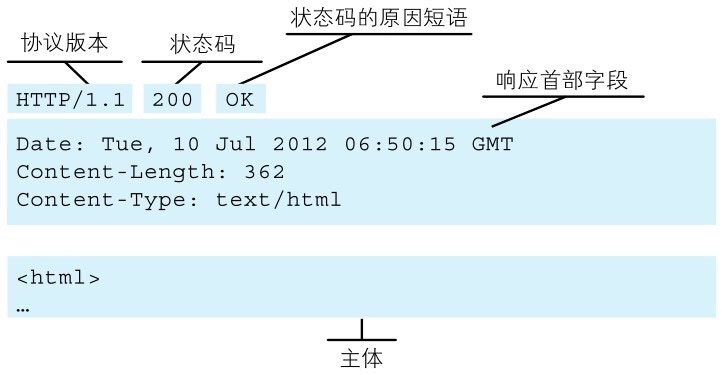 状态码的原因短语
协议版本
状态码
HTTP/1.1 200 OK
响应首部字段
Date: Tue, 10 Jul 2012 06:50:15 GMT
Content-Length: 362
Content-Type: text/html
<html>
…
主体